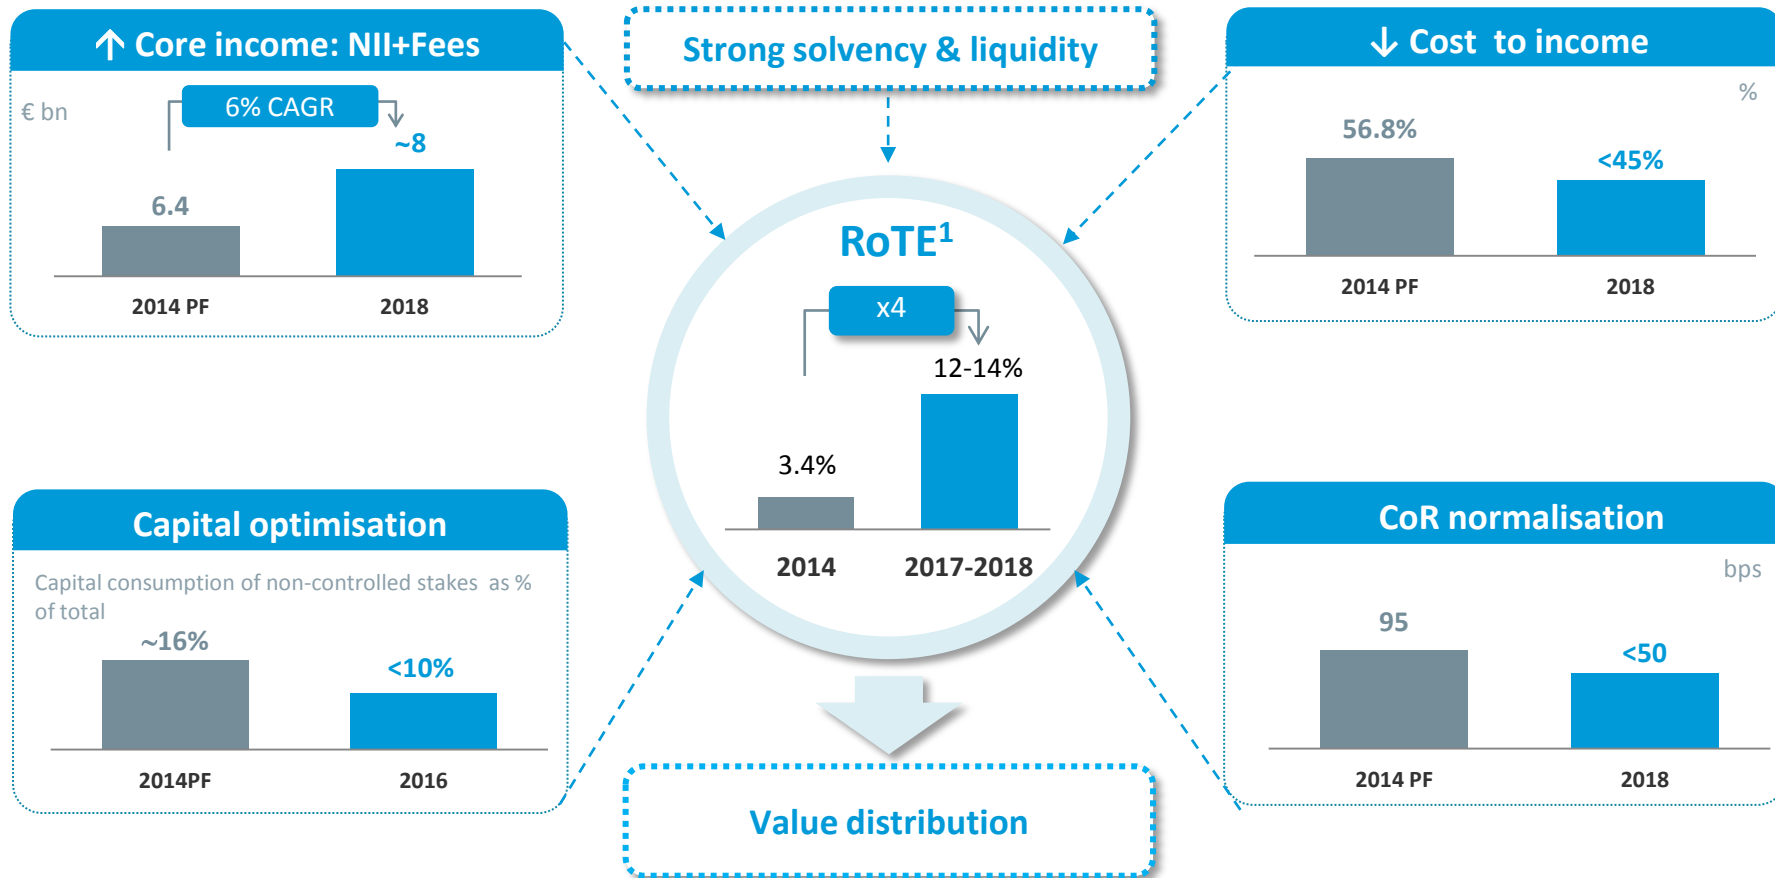 ↑ Core income: NII+Fees
€ bn
6% CAGR
~8
6.4
2014 PF
2018
Strong solvency & liquidity
↓ Cost to income
%
56.8%
<45%
2014 PF
2018
RoTE¹
x4
12-14%
3.4%
2014
2017-2018
Capital optimisation
Capital consumption of non-controlled stakes as %
of total
~16%
<10%
2014PF
2016
CoR normalisation
bps
95
<50
2014 PF
2018
Value distribution